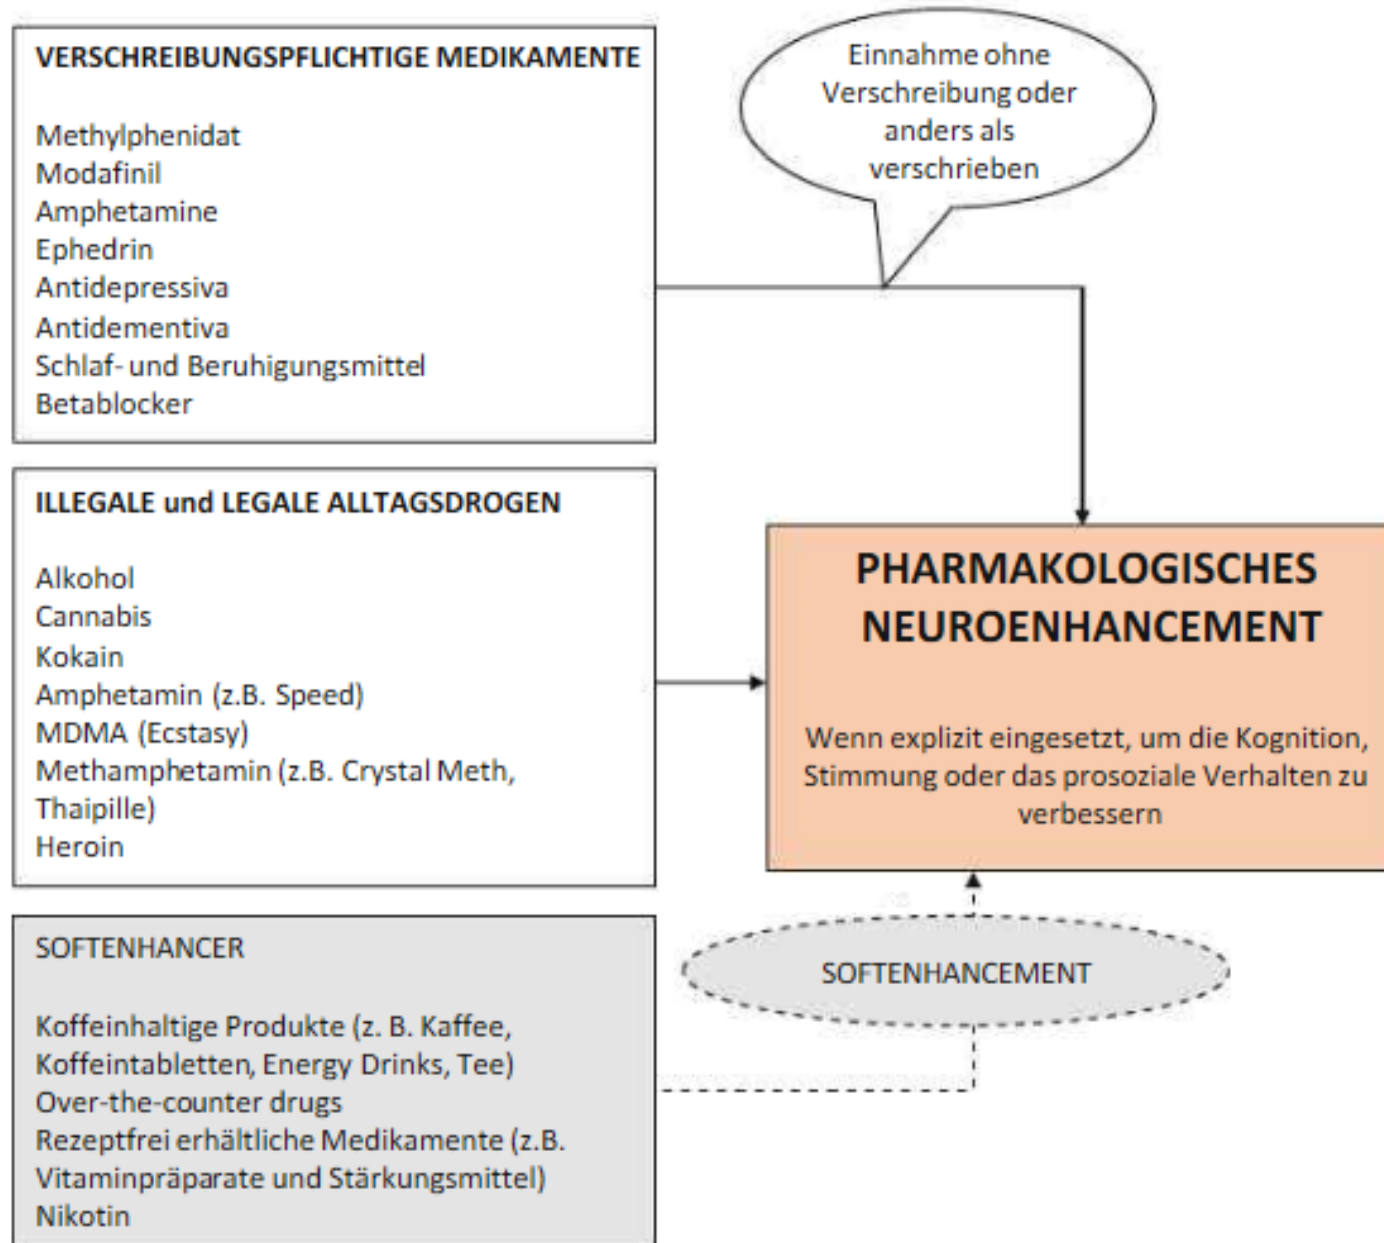 VERSCHREIBUNGSPFLICHTIGE MEDIKAMENTE
Methylphenidat
Modafinil
Amphetamine
Ephedrin
Antidepressiva
Antidementiva
Schlaf- und Beruhigungsmittel
Betablocker
Einnahme ohne
Verschreibung oder
anders als
verschrieben
ILLEGALE und LEGALE ALLTAGSDROGEN
Alkohol
Cannabis
Kokain
Amphetamin (z.B. Speed)
MDMA (Ecstasy)
Methamphetamin (z.B. Crystal Meth,
Thaipille)
Heroin
PHARMAKOLOGISCHES
NEUROENHANCEMENT
Wenn explizit eingesetzt, um die Kognition,
Stimmung oder das prosoziale Verhalten zu
verbessern
SOFTENHANCER
Koffeinhaltige Produkte (z. B. Kaffee,
Koffeintabletten, Energy Drinks, Tee)
Over-the-counter drugs
Rezeptfrei erhältliche Medikamente (z.B.
Vitaminpräparate und Stärkungsmittel)
Nikotin
SOFTENHANCEMENT